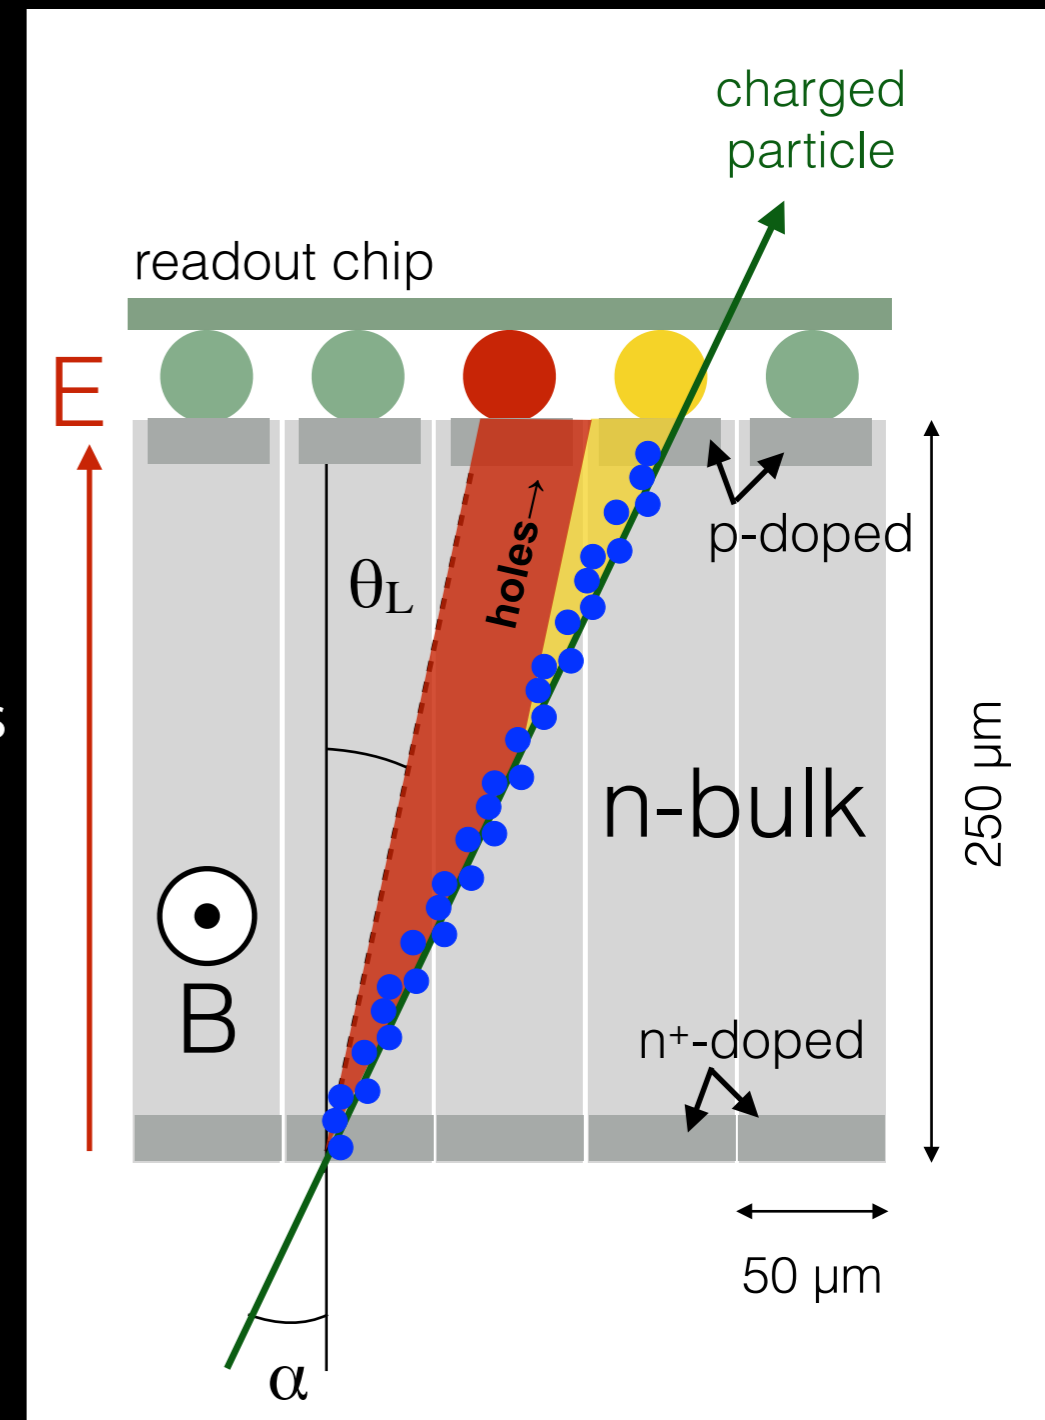 charged
particle
readout chip
E
p-doped
θL
holes→
s
n-bulk
250 µm
B
n⁺-doped
50 µm
α